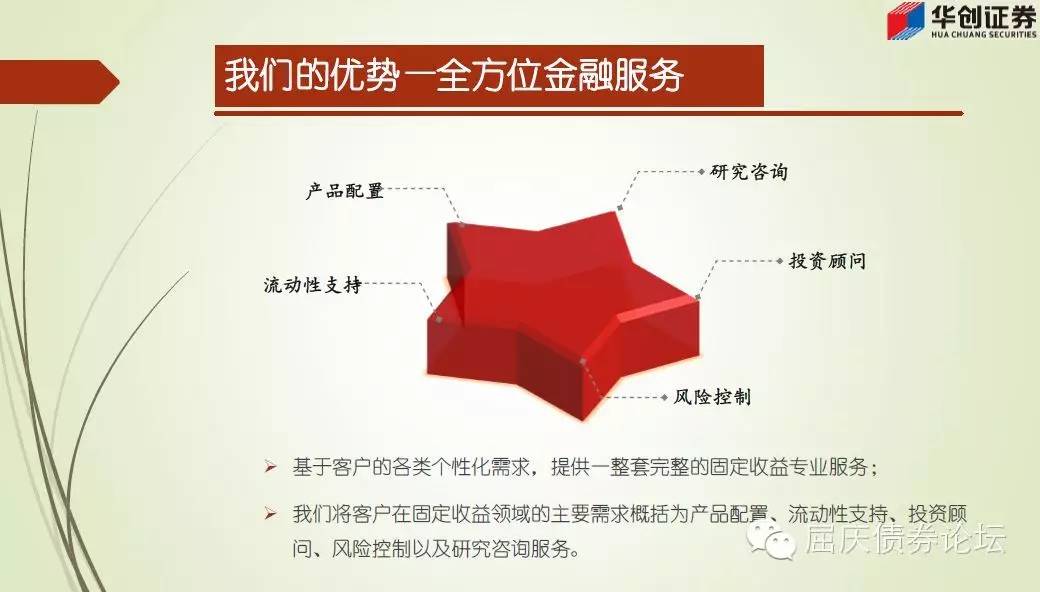 华创证券
HUA CHUANG SECURITIES
我们的优势—全方位金融服务
产品配置
研究咨询
流动性支持
投资顾问
风险控制
基于客户的各类个性化需求，提供一整套完整的固定收益专业服务；
我们将客户在固定收益领域的主要需求概括为产品配置、流动性支持、投资顾
问、风险控制以及研究咨询服务。
屈庆债券论坛